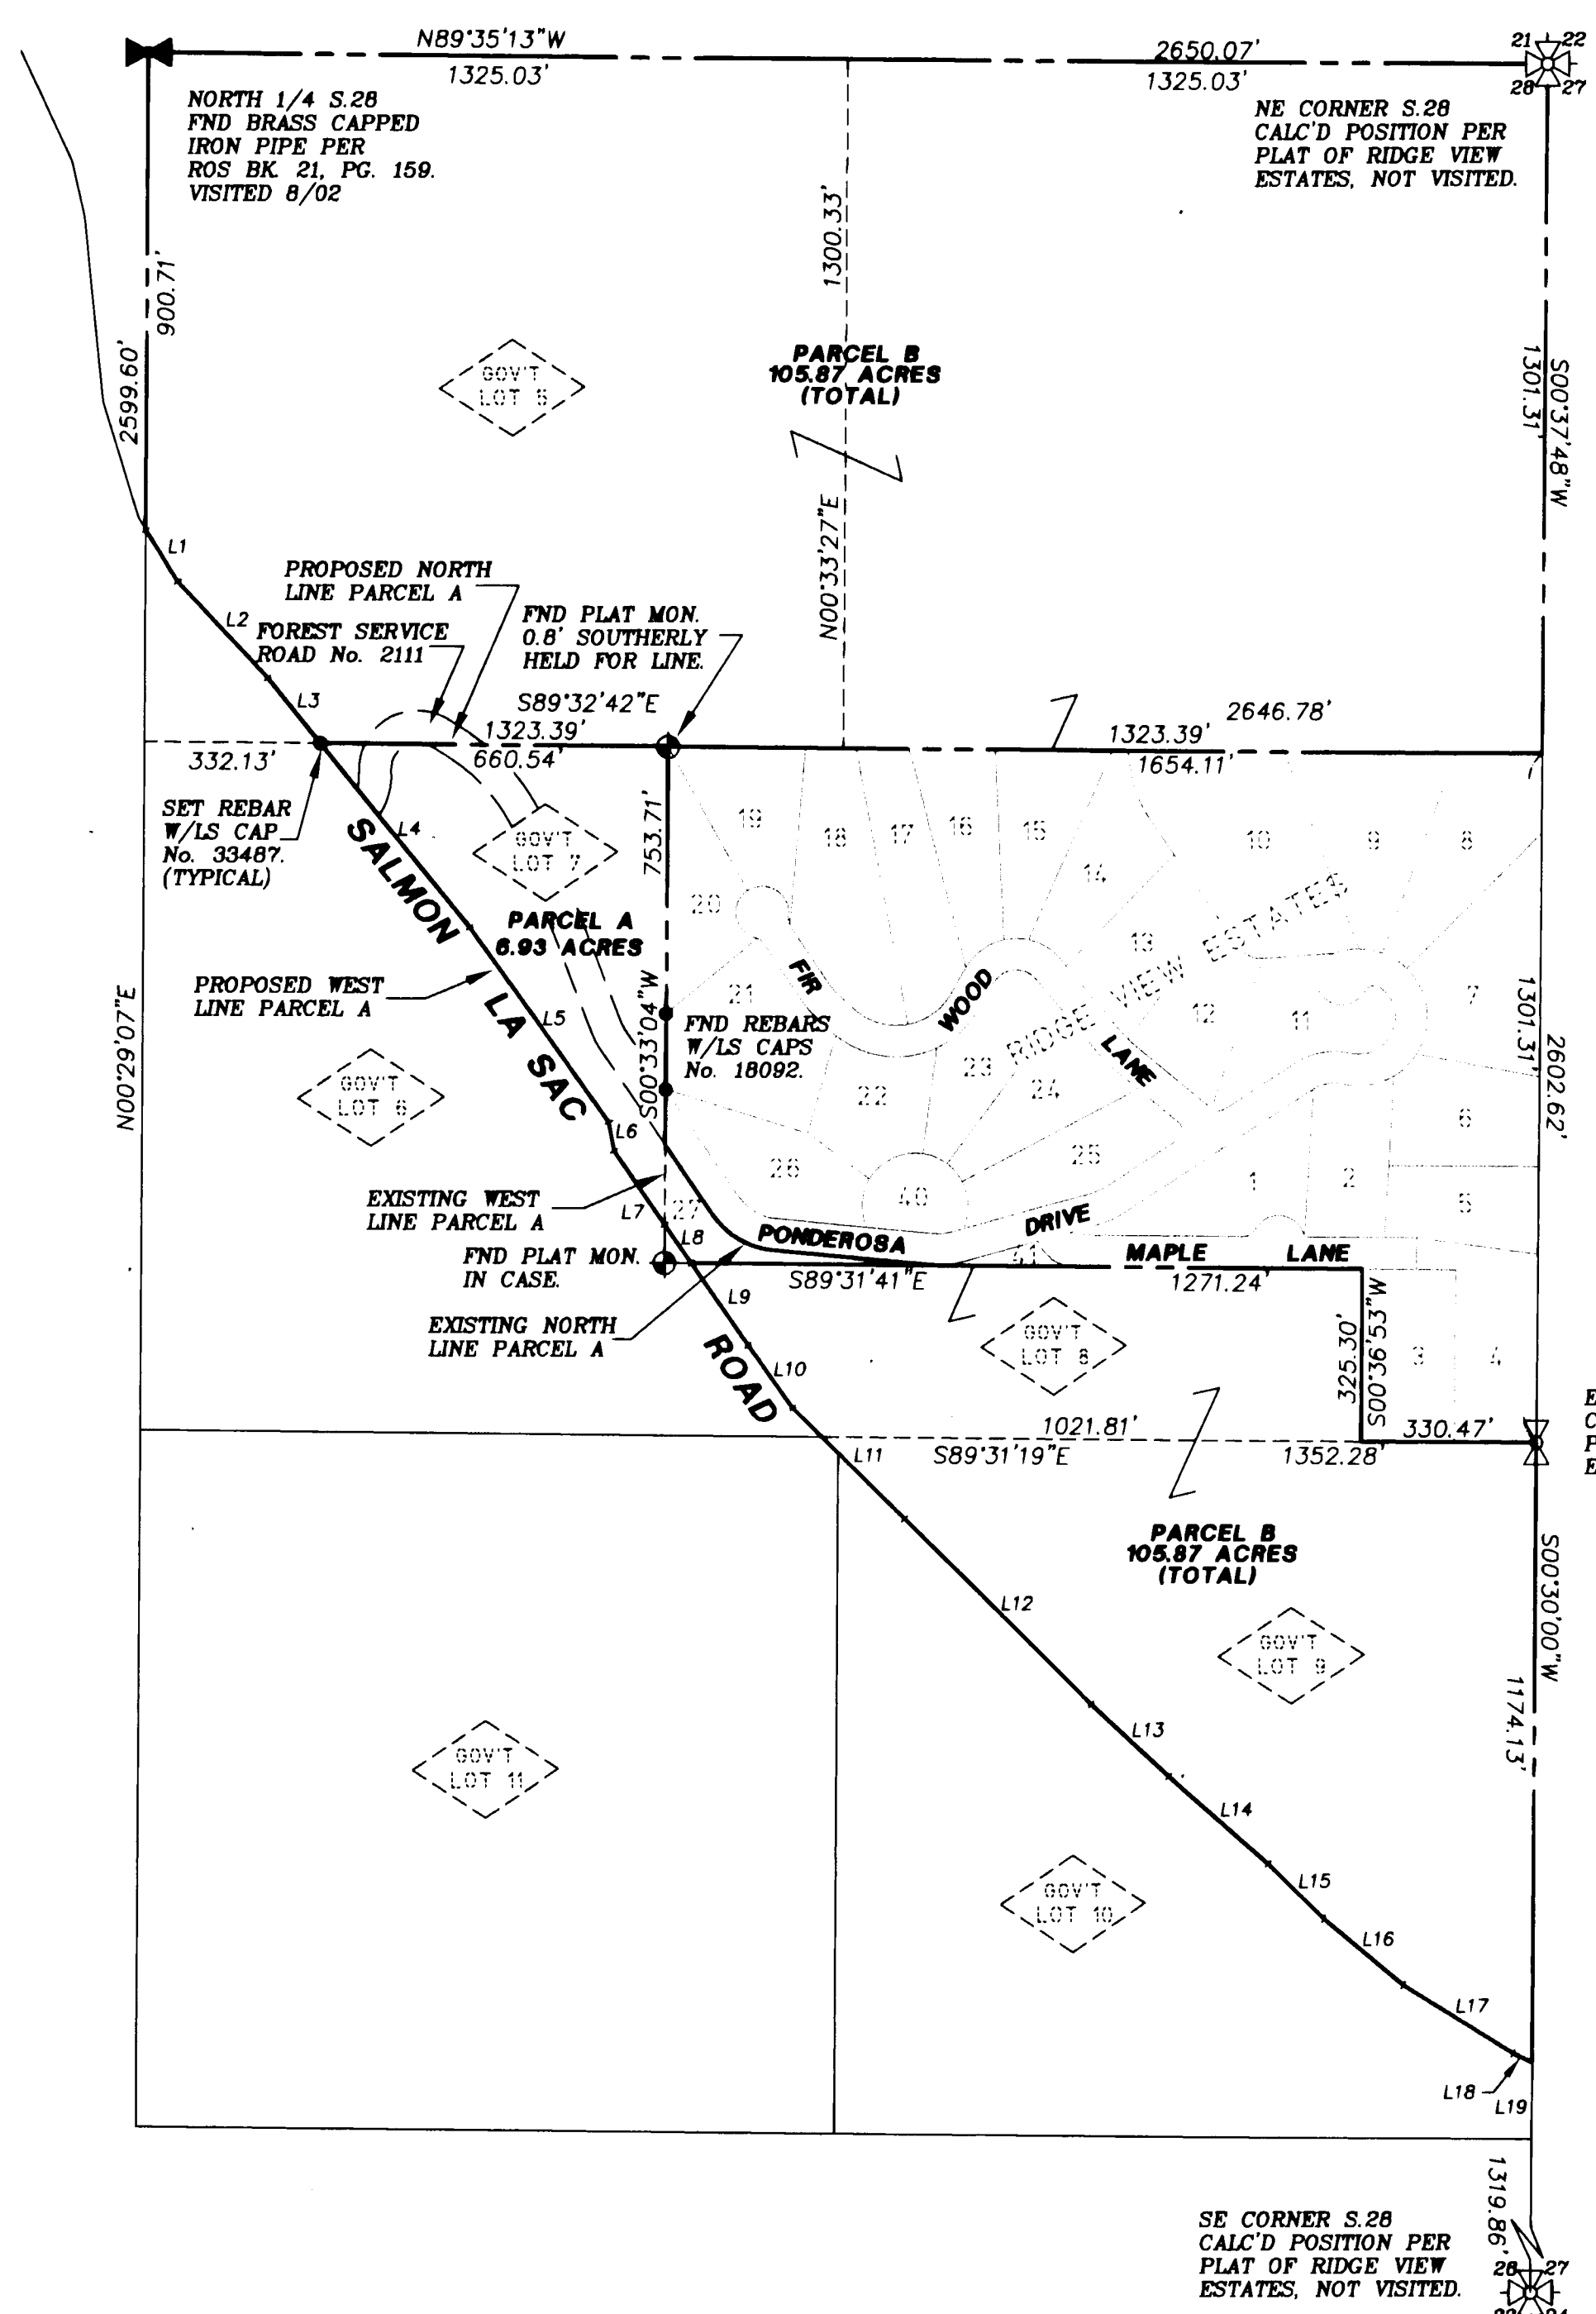 N89°35'13"W
2650.07'
1325.03'
1325.03'
21
22
28
27
NORTH 1/4 S.28
FND BRASS CAPPED
IRON PIPE PER
ROS BK. 21, PG. 159.
VISITED 8/02
NE CORNER S.28
CALC'D POSITION PER
PLAT OF RIDGE VIEW
ESTATES, NOT VISITED.
1300.33'
900.71'
2599.60'
S00°37'48"W
1301.31'
GOV'T
LOT 5
PARCEL B
105.87 ACRES
(TOTAL)
N00°33'27"E
L1
L2
L3
PROPOSED NORTH
LINE PARCEL A
FOREST SERVICE
ROAD No. 2111
FND PLAT MON.
0.8' SOUTHERLY
HELD FOR LINE.
S89°32'42"E
1323.39'
660.54'
332.13'
2646.78'
1323.39'
1654.11'
SET REBAR
W/LS CAP
No. 33487.
(TYPICAL)
L4
GOV'T
LOT 7
753.71'
PARCEL A
6.93 ACRES
19
18
17
16
15
14
10
9
8
20
13
21
12
11
7
RIDGE VIEW ESTATES
FIR
WOOD
LANE
SALMON
LA SAC
ROAD
PROPOSED WEST
LINE PARCEL A
L5
S00°33'04"W
FND REBARS
W/LS CAPS
No. 18092.
N00°29'07"E
1301.31'
2602.62'
GOV'T
LOT 6
22
23
24
6
L6
26
25
40
1
2
5
EXISTING WEST
LINE PARCEL A
L7
27
L8
PONDEROSA
DRIVE
41
MAPLE
LANE
FND PLAT MON.
IN CASE.
S89°31'41"E
1271.24'
L9
EXISTING NORTH
LINE PARCEL A
GOV'T
LOT 8
325.30'
S00°36'53"W
3
4
L10
1021.81'
330.47'
L11
S89°31'19"E
1352.28'
PARCEL B
105.87 ACRES
(TOTAL)
S00°30'00"W
L12
GOV'T
LOT 9
1174.13'
L13
GOV'T
LOT 11
L14
L15
GOV'T
LOT 10
L16
L17
L18
L19
1319.86'
SE CORNER S.28
CALC'D POSITION PER
PLAT OF RIDGE VIEW
ESTATES, NOT VISITED.
28
27